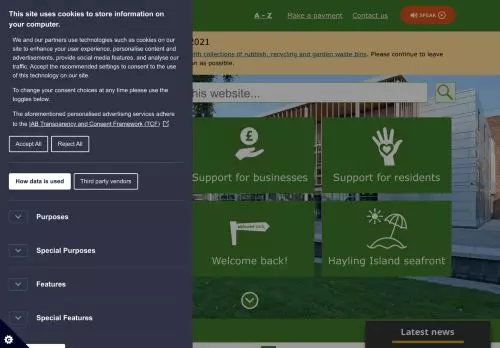 This site uses cookies to store information on
your computer.
We and our partners use technologies such as cookies on our
site to enhance your user experience, personalise content and
advertisements, provide social media features, and analyse our
traffic. Accept the recommended settings to consent to the use
of this technology on our site.
To change your consent choices at any time please use the
toggles below.
The aforementioned personalised advertising services adhere
to the IAB Transparency and Consent Framework (TCF)
Accept All
Reject All
How data is used
Third party vendors
Purposes
Special Purposes
Features
Special Features
A - Z
Make a payment
Contact us
SPEAK
2021
with collections of rubbish, recycling and garden waste bins. Please continue to leave
as possible.
this website...
Support for businesses
Support for residents
Welcome back!
Hayling Island seafront
Latest news